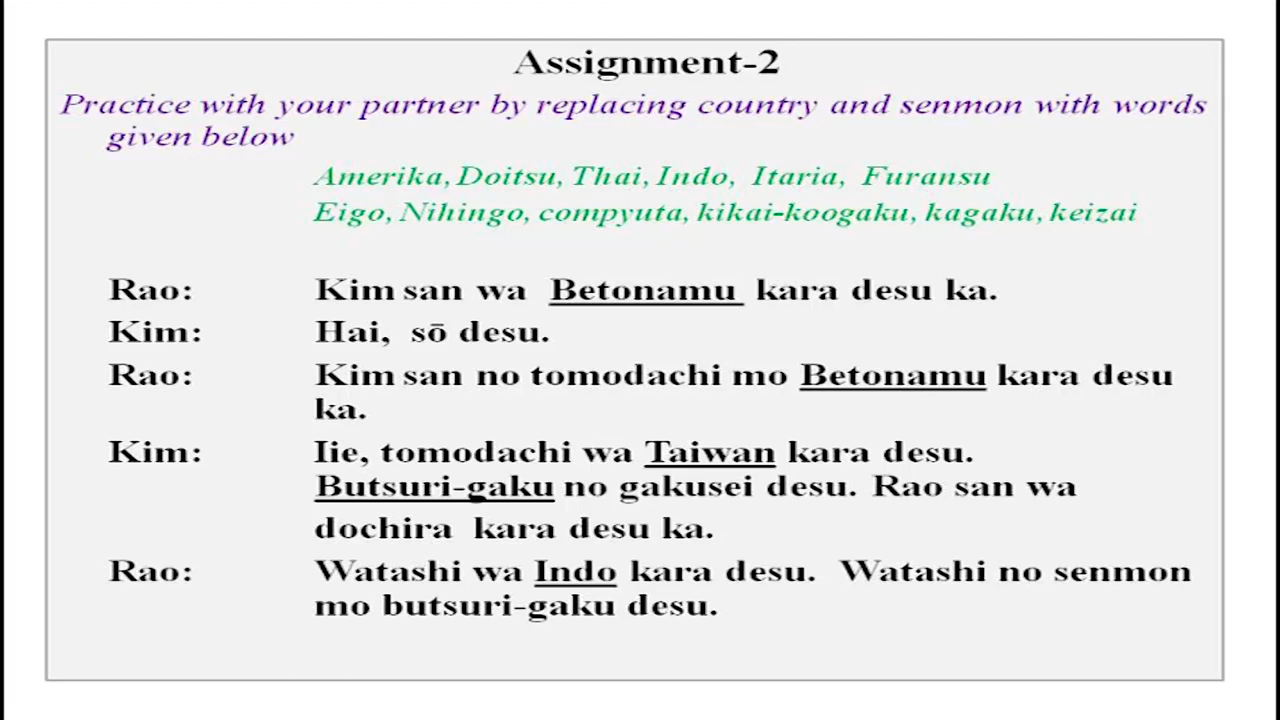 Assignment-2
Practice with your partner by replacing country and senmon with words
given below
Amerika, Doitsu, Thai, Indo, Itaria, Furansu
Eigo, Nihingo, compyuta, kikai-koogaku, kagaku, keizai
Rao: Kim san wa Betonamu kara desu ka.
Kim: Hai, sō desu.
Rao: Kim san no tomodachi mo Betonamu kara desu
ka.
Kim: Iie, tomodachi wa Taiwan kara desu.
Butsuri-gaku no gakusei desu. Rao san wa
dochira kara desu ka.
Rao: Watashi wa Indo kara desu. Watashi no senmon
mo butsuri-gaku desu.